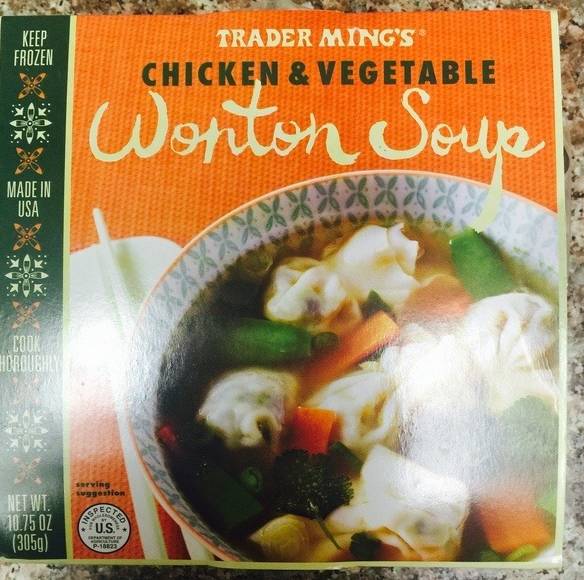 KEEP
FROZEN
MADE IN
USA
COOK
THOROUGHLY
NET WT.
10.75 OZ
(305g)
TRADER MING'S®
CHICKEN & VEGETABLE
Wonton Soup
serving
suggestion
INSPECTED
FOR WHOLESOMENESS
BY
U.S.
DEPARTMENT OF
AGRICULTURE
P-18823